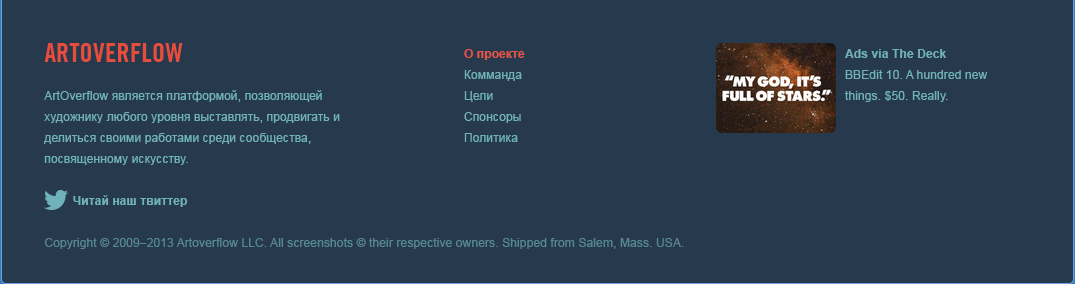 ARTOVERFLOW
ArtOverflow является платформой, позволяющей
художнику любого уровня выставлять, продвигать и
делиться своими работами среди сообщества,
посвященному искусству.
Читай наш твиттер
О проекте
Комманда
Цели
Спонсоры
Политика
“MY GOD, IT’S
FULL OF STARS.”
Ads via The Deck
BBEdit 10. A hundred new
things. $50. Really.
Copyright © 2009–2013 Artoverflow LLC. All screenshots © their respective owners. Shipped from Salem, Mass. USA.